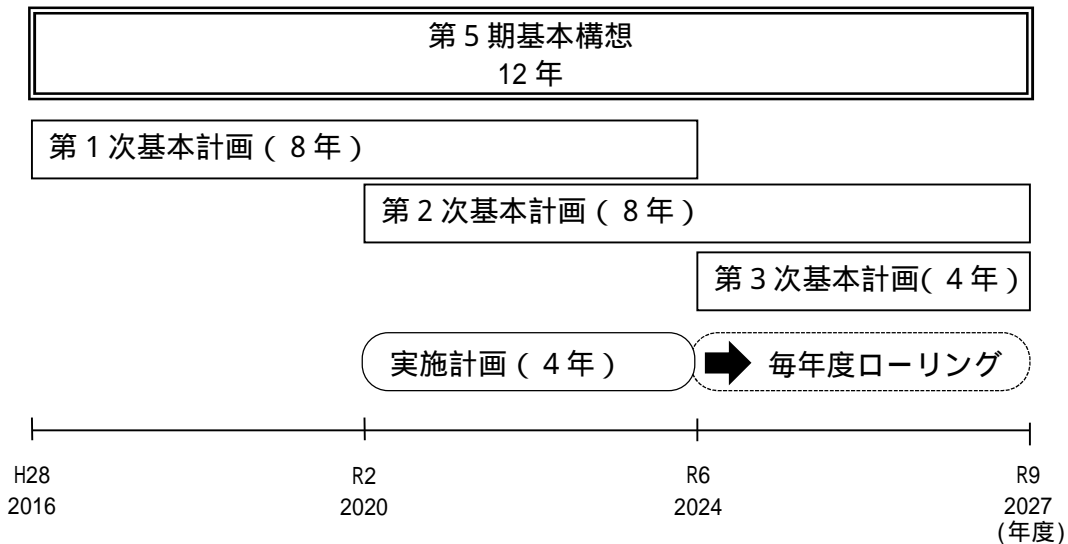 第5期基本構想
12年
第1次基本計画(8年)
第2次基本計画(8年)
第3次基本計画(4年)
実施計画(4年)
毎年度ローリング
H28 R2 R6 R9
2016 2020 2024 2027
(年度)